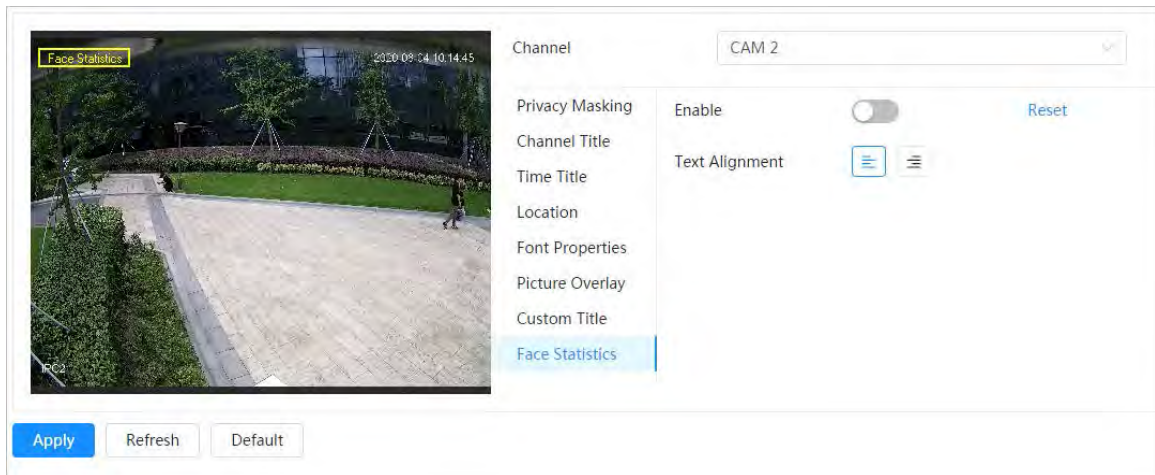 Face Statistics
2020-09-04 10:14:45
IPC2
Channel
CAM 2
Privacy Masking
Channel Title
Time Title
Location
Font Properties
Picture Overlay
Custom Title
Face Statistics
Enable
Reset
Text Alignment
Apply
Refresh
Default